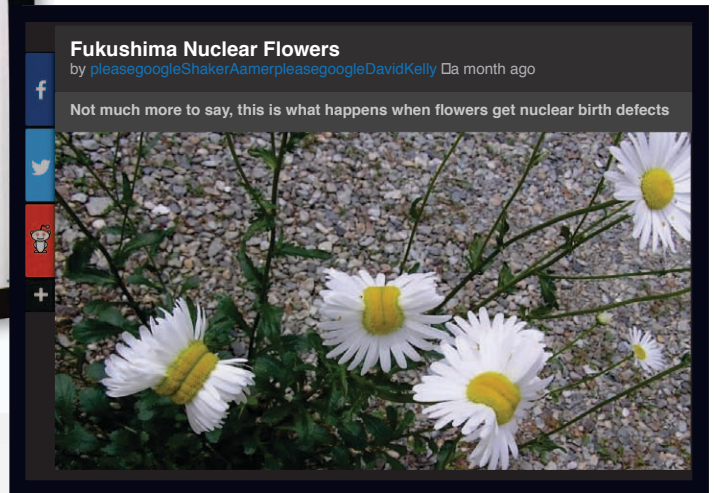 Fukushima Nuclear Flowers
by pleasegoogleShakerAamerpleasegoogleDavidKelly a month ago
Not much more to say, this is what happens when flowers get nuclear birth defects